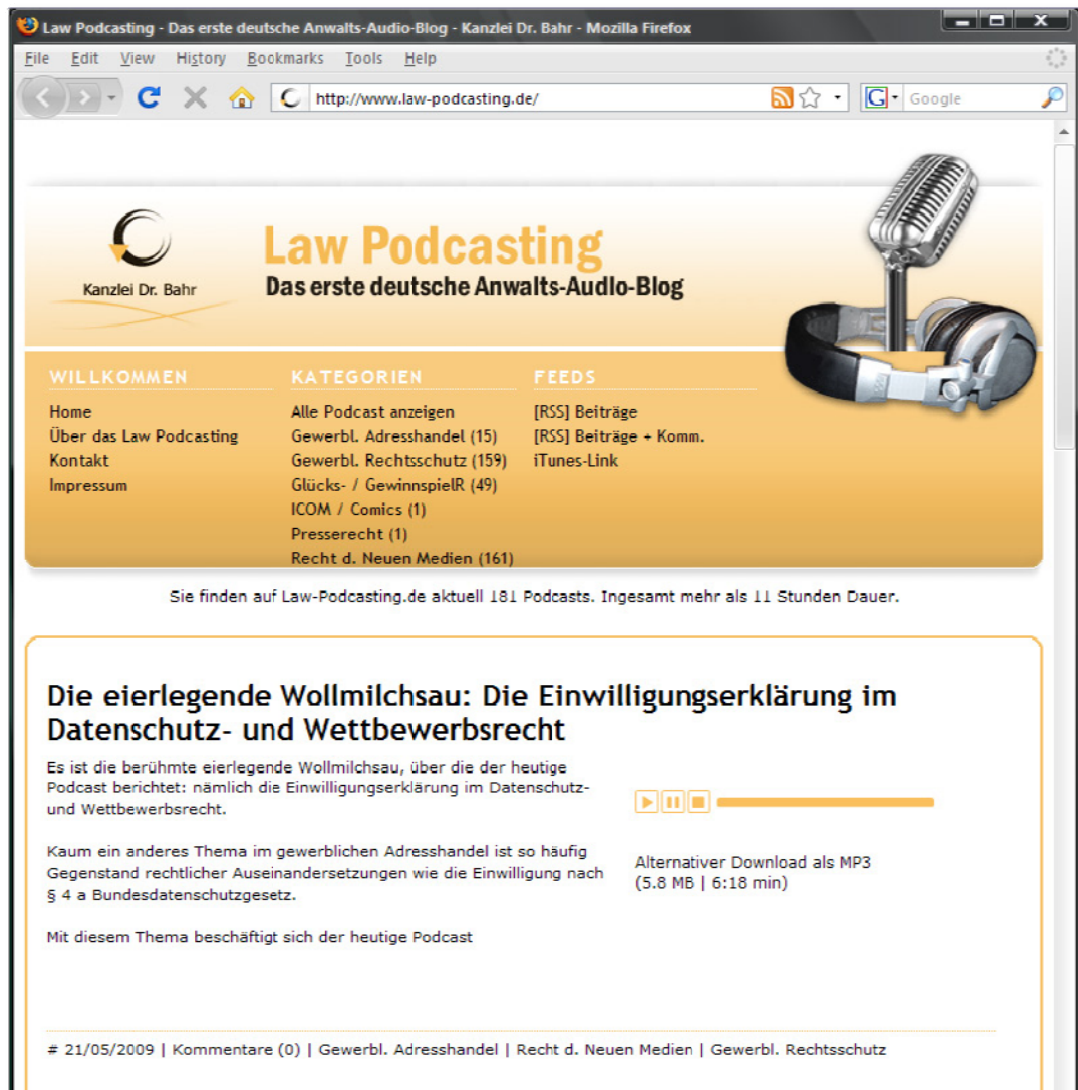 Law Podcasting - Das erste deutsche Anwalts-Audio-Blog - Kanzlei Dr. Bahr - Mozilla Firefox
File Edit View History Bookmarks Tools Help
http://www.law-podcasting.de/
G Google
Law Podcasting
Das erste deutsche Anwalts-Audio-Blog
Kanzlei Dr. Bahr
WILLKOMMEN
Home
Über das Law Podcasting
Kontakt
Impressum
KATEGORIEN
Alle Podcast anzeigen
Gewerbl. Adresshandel (15)
Gewerbl. Rechtsschutz (159)
Glücks- / GewinnspielR (49)
ICOM / Comics (1)
Presserecht (1)
Recht d. Neuen Medien (161)
FEEDS
[RSS] Beiträge
[RSS] Beiträge + Komm.
iTunes-Link
Sie finden auf Law-Podcasting.de aktuell 181 Podcasts. Ingesamt mehr als 11 Stunden Dauer.
Die eierlegende Wollmilchsau: Die Einwilligungserklärung im
Datenschutz- und Wettbewerbsrecht
Es ist die berühmte eierlegende Wollmilchsau, über die der heutige
Podcast berichtet: nämlich die Einwilligungserklärung im Datenschutz-
und Wettbewerbsrecht.
Kaum ein anderes Thema im gewerblichen Adresshandel ist so häufig
Gegenstand rechtlicher Auseinandersetzungen wie die Einwilligung nach
§ 4 a Bundesdatenschutzgesetz.
Mit diesem Thema beschäftigt sich der heutige Podcast
Alternativer Download als MP3
(5.8 MB | 6:18 min)
# 21/05/2009 | Kommentare (0) | Gewerbl. Adresshandel | Recht d. Neuen Medien | Gewerbl. Rechtsschutz